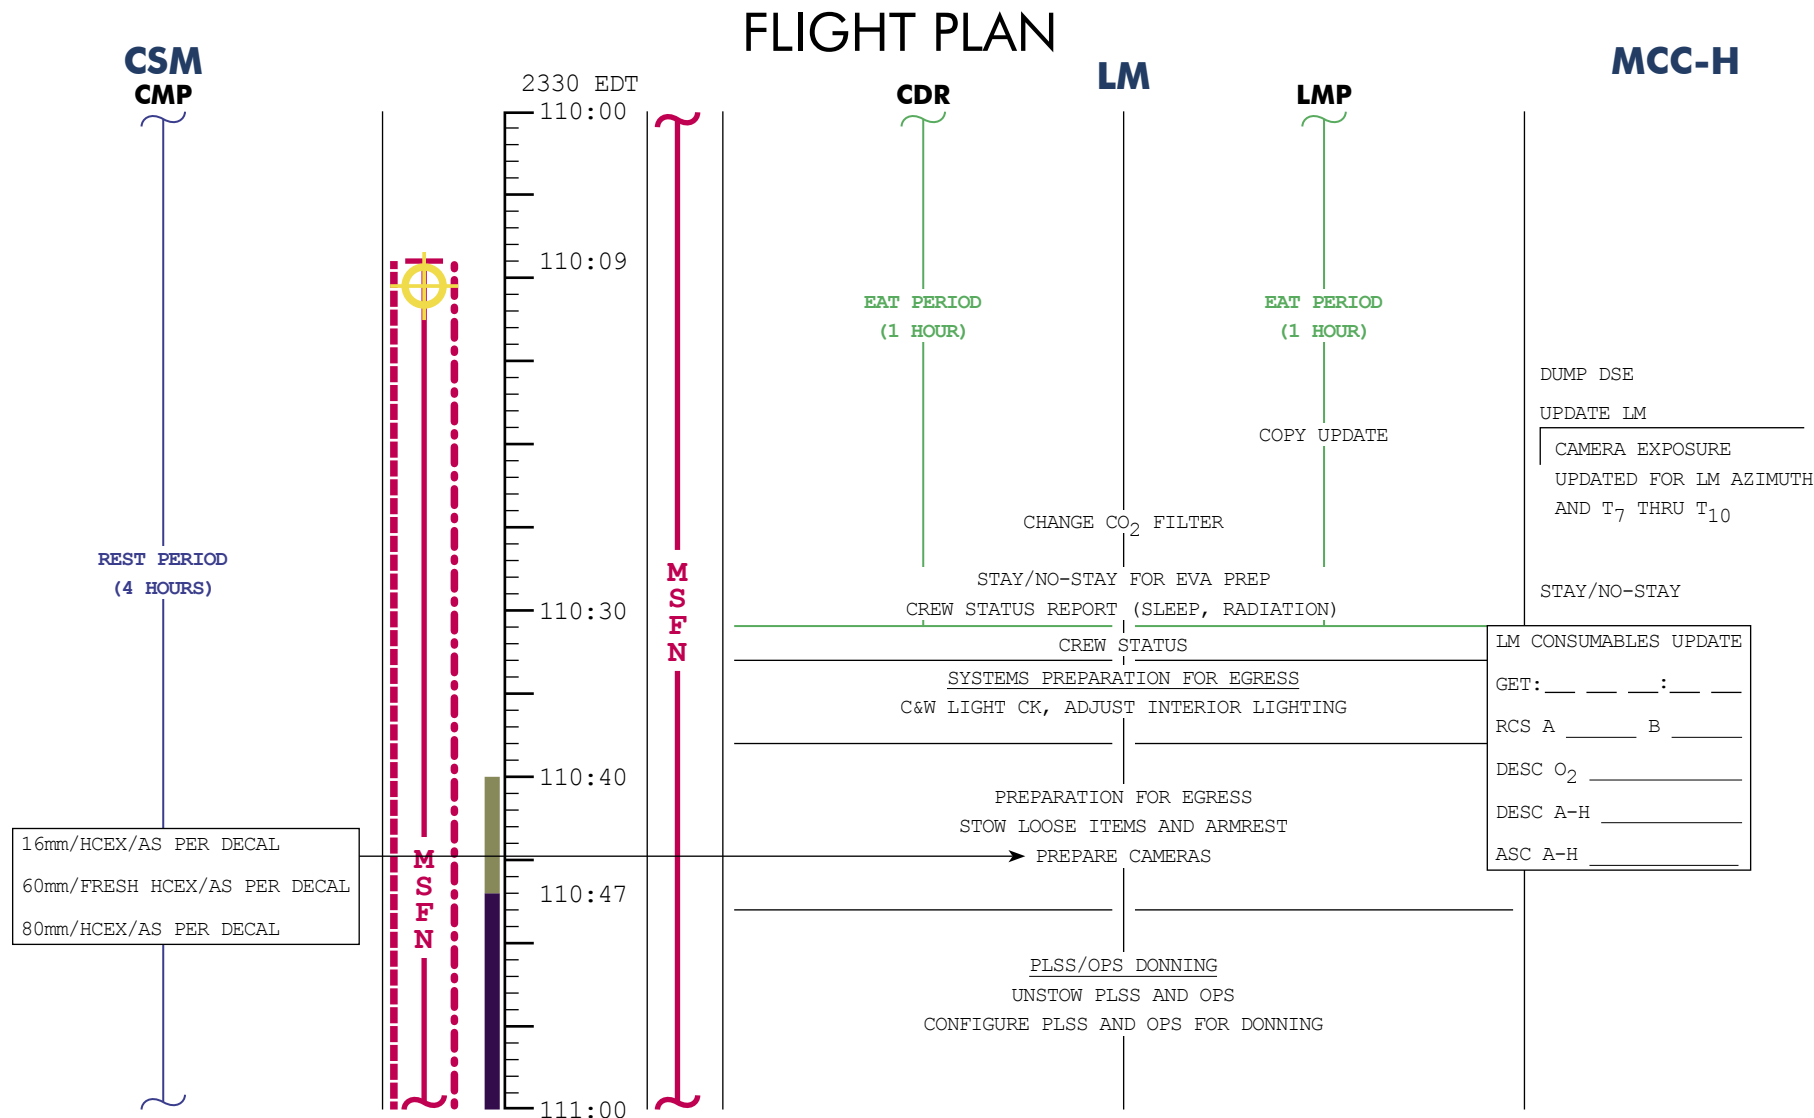 FLIGHT PLAN
CSM
CMP
LM
CDR
LMP
MCC-H
2330 EDT
110:00
110:09
110:30
110:40
110:47
111:00
REST PERIOD
(4 HOURS)
16mm/HCEX/AS PER DECAL
60mm/FRESH HCEX/AS PER DECAL
80mm/HCEX/AS PER DECAL
MSFN
MSFN
EAT PERIOD
(1 HOUR)
EAT PERIOD
(1 HOUR)
COPY UPDATE
CHANGE CO2 FILTER
STAY/NO-STAY FOR EVA PREP
CREW STATUS REPORT (SLEEP, RADIATION)
CREW STATUS
SYSTEMS PREPARATION FOR EGRESS
C&W LIGHT CK, ADJUST INTERIOR LIGHTING
PREPARATION FOR EGRESS
STOW LOOSE ITEMS AND ARMREST
PREPARE CAMERAS
PLSS/OPS DONNING
UNSTOW PLSS AND OPS
CONFIGURE PLSS AND OPS FOR DONNING
DUMP DSE
UPDATE LM
CAMERA EXPOSURE
UPDATED FOR LM AZIMUTH
AND T7 THRU T10
STAY/NO-STAY
LM CONSUMABLES UPDATE
GET:__ __ __:__ __
RCS A ______ B ______
DESC O2 _____________
DESC A-H ____________
ASC A-H _____________